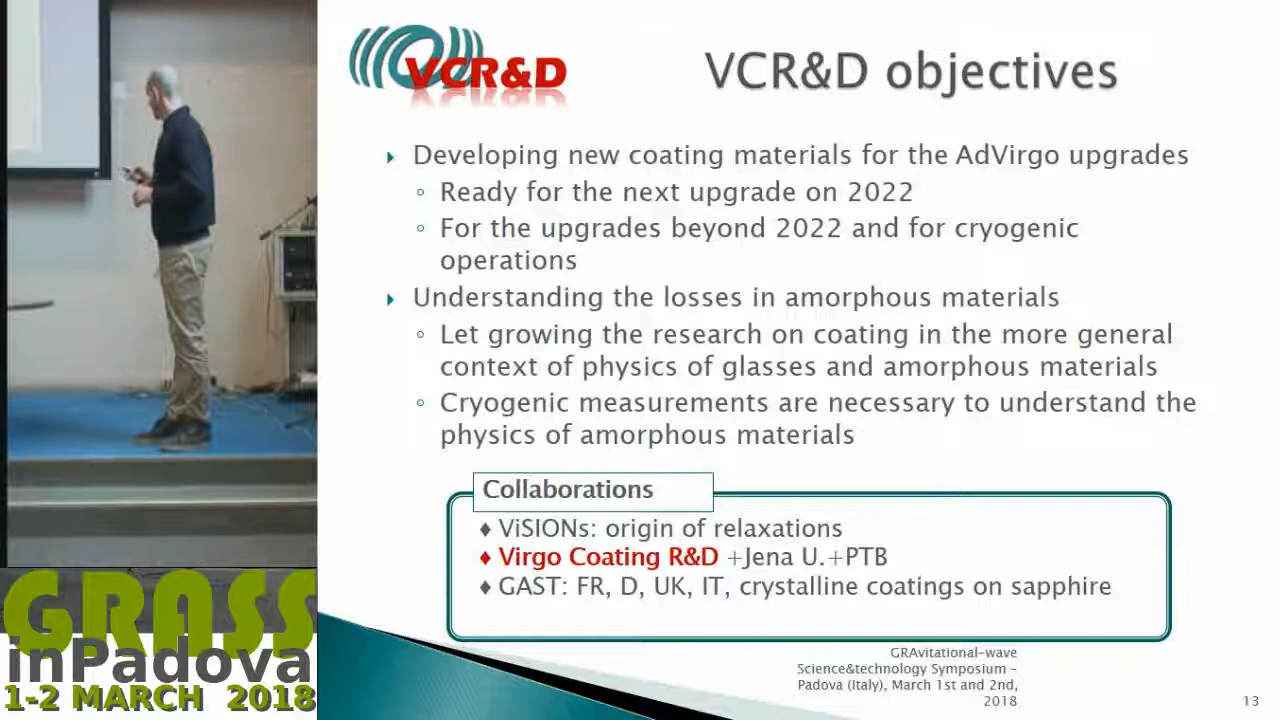 VCR&D
VCR&D objectives
Developing new coating materials for the AdVirgo upgrades
Ready for the next upgrade on 2022
For the upgrades beyond 2022 and for cryogenic
operations
Understanding the losses in amorphous materials
Let growing the research on coating in the more general
context of physics of glasses and amorphous materials
Cryogenic measurements are necessary to understand the
physics of amorphous materials
Collaborations
♦ ViSIONs: origin of relaxations
♦ Virgo Coating R&D +Jena U.+PTB
♦ GAST: FR, D, UK, IT, crystalline coatings on sapphire
GRAvitational-wave
Science&technology Symposium –
Padova (Italy), March 1st and 2nd,
2018
13
GRASS
inPadova
1-2 MARCH 2018